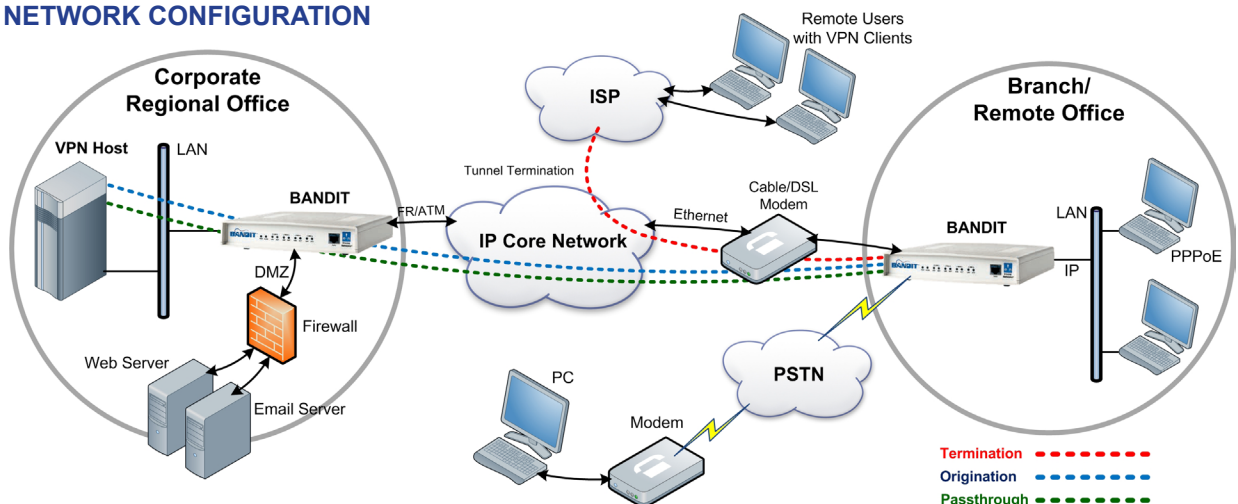 NETWORK CONFIGURATION
Remote Users
with VPN Clients
Corporate
Regional Office
ISP
Branch/
Remote Office
VPN Host
LAN
Tunnel Termination
Cable/DSL
Modem
BANDIT
FR/ATM
Ethernet
LAN
BANDIT
IP Core Network
BANDIT
BANDIT
PPPoE
IP
DMZ
Firewall
Web Server
Email Server
PC
PSTN
Modem
Termination
Origination
Passthrough